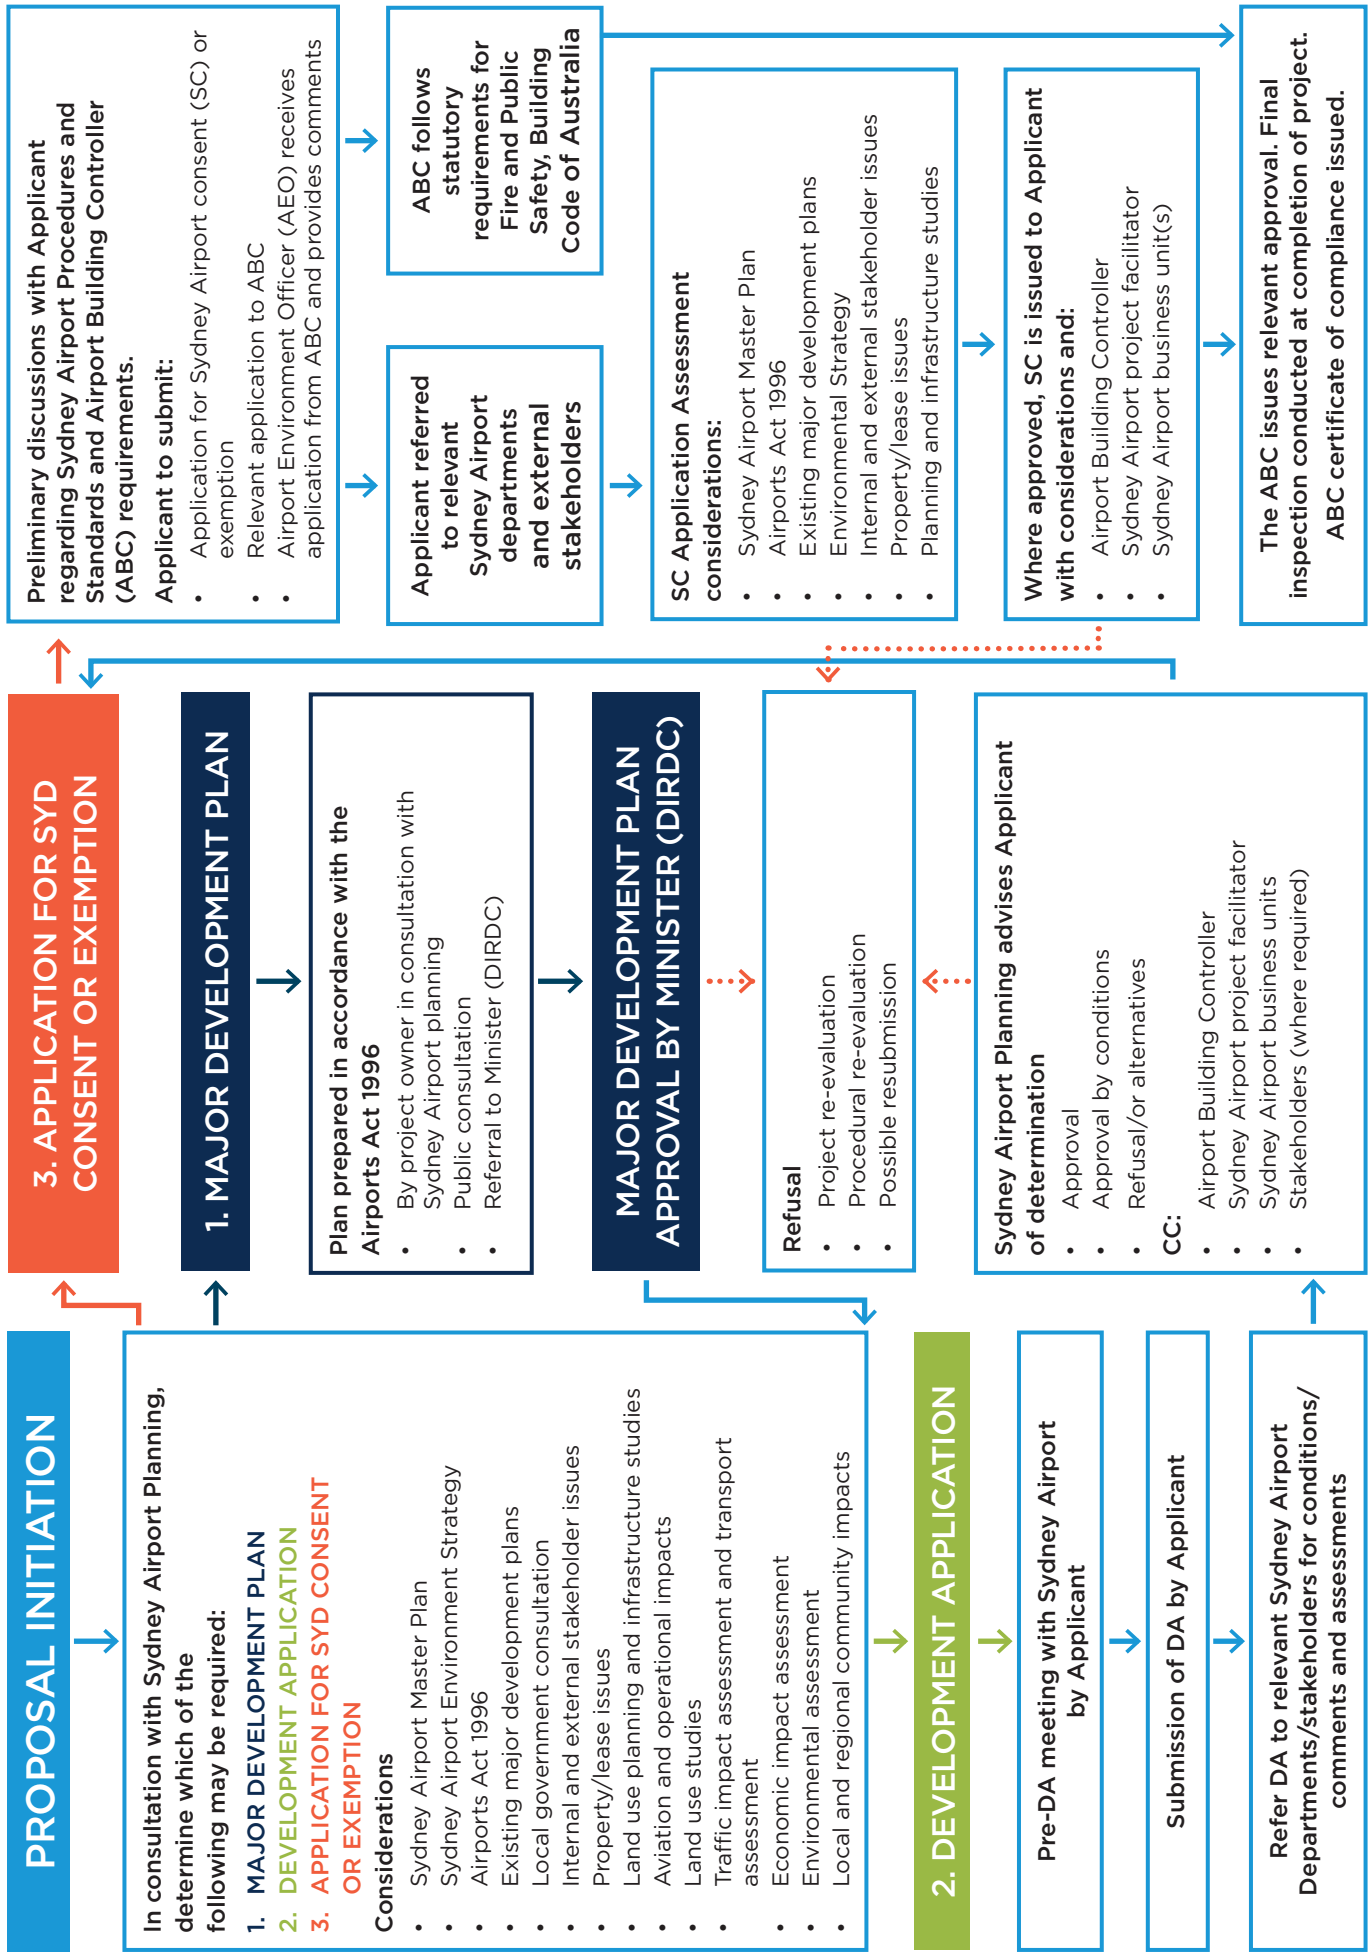 PROPOSAL INITIATION
In consultation with Sydney Airport Planning,
determine which of the
following may be required:
1. MAJOR DEVELOPMENT PLAN
2. DEVELOPMENT APPLICATION
3. APPLICATION FOR SYD CONSENT
OR EXEMPTION
Considerations
• Sydney Airport Master Plan
• Sydney Airport Environment Strategy
• Airports Act 1996
• Existing major development plans
• Local government consultation
• Internal and external stakeholder issues
• Property/lease issues
• Land use planning and infrastructure studies
• Aviation and operational impacts
• Land use studies
• Traffic impact assessment and transport
assessment
• Economic impact assessment
• Environmental assessment
• Local and regional community impacts
2. DEVELOPMENT APPLICATION
Pre-DA meeting with Sydney Airport
by Applicant
Submission of DA by Applicant
Refer DA to relevant Sydney Airport
Departments/stakeholders for conditions/
comments and assessments
3. APPLICATION FOR SYD
CONSENT OR EXEMPTION
1. MAJOR DEVELOPMENT PLAN
Plan prepared in accordance with the
Airports Act 1996
• By project owner in consultation with
Sydney Airport planning
• Public consultation
• Referral to Minister (DIRDC)
MAJOR DEVELOPMENT PLAN
APPROVAL BY MINISTER (DIRDC)
Refusal
• Project re-evaluation
• Procedural re-evaluation
• Possible resubmission
Sydney Airport Planning advises Applicant
of determination
• Approval
• Approval by conditions
• Refusal/or alternatives
CC:
• Airport Building Controller
• Sydney Airport project facilitator
• Sydney Airport business units
• Stakeholders (where required)
Preliminary discussions with Applicant
regarding Sydney Airport Procedures and
Standards and Airport Building Controller
(ABC) requirements.
Applicant to submit:
• Application for Sydney Airport consent (SC) or
exemption
• Relevant application to ABC
• Airport Environment Officer (AEO) receives
application from ABC and provides comments
Applicant referred
to relevant
Sydney Airport
departments
and external
stakeholders
ABC follows
statutory
requirements for
Fire and Public
Safety, Building
Code of Australia
SC Application Assessment
considerations:
• Sydney Airport Master Plan
• Airports Act 1996
• Existing major development plans
• Environmental Strategy
• Internal and external stakeholder issues
• Property/lease issues
• Planning and infrastructure studies
Where approved, SC is issued to Applicant
with considerations and:
• Airport Building Controller
• Sydney Airport project facilitator
• Sydney Airport business unit(s)
The ABC issues relevant approval. Final
inspection conducted at completion of project.
ABC certificate of compliance issued.